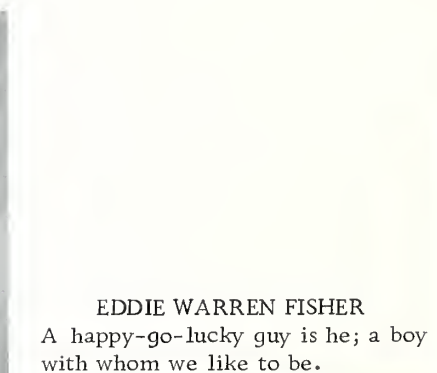 EDDIE WARREN FISHER
A happy-go-lucky guy is he; a boy
with whom we like to be.